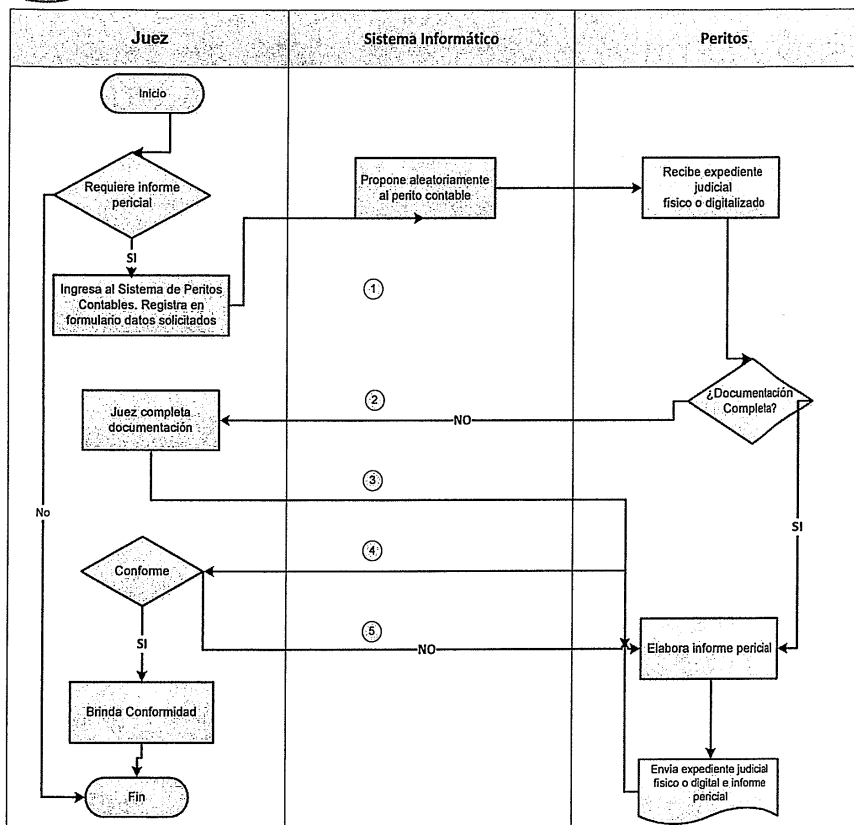 Juez
Sistema Informático
Peritos
Inicio
Requiere informe
pericial
Propone aleatoriamente
al perito contable
Recibe expediente
judicial
físico o digitalizado
SI
Ingresa al Sistema de Peritos
Contables. Registra en
formulario datos solicitados
1
¿Documentación
Completa?
Juez completa
documentación
2
NO
3
No
SI
4
Conforme
5
SI
NO
Elabora informe pericial
Brinda Conformidad
Envia expediente judicial
fisico o digital e informe
pericial
Fin